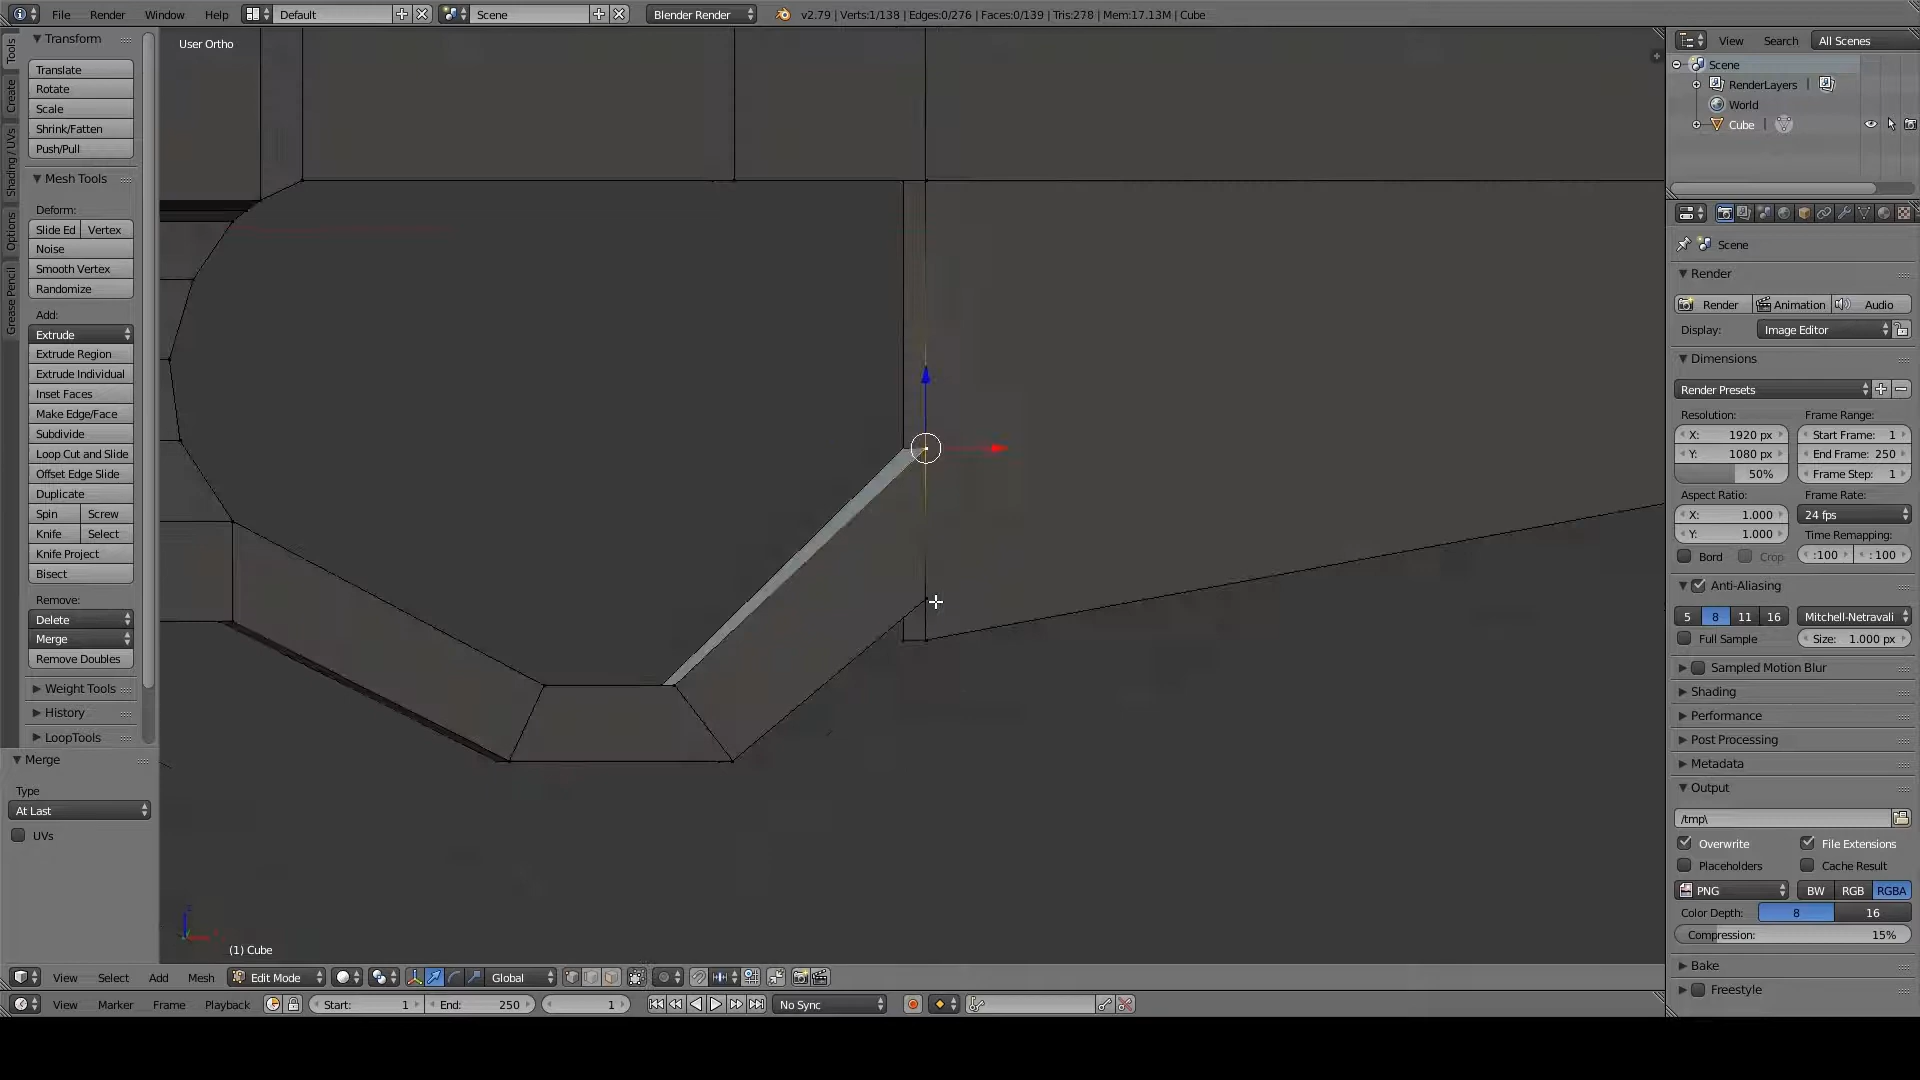 File Render Window Help Default Scene Blender Render v2.79 | Verts:1/138 | Edges:0/276 | Faces:0/139 | Tris:278 | Mem:17.13M | Cube
Tools
Create
Shading / UVs
Options
Grease Pencil
Transform
Translate
Rotate
Scale
Shrink/Fatten
Push/Pull
Mesh Tools
Deform:
Slide Ed Vertex
Noise
Smooth Vertex
Randomize
Add:
Extrude
Extrude Region
Extrude Individual
Inset Faces
Make Edge/Face
Subdivide
Loop Cut and Slide
Offset Edge Slide
Duplicate
Spin Screw
Knife Select
Knife Project
Bisect
Remove:
Delete
Merge
Remove Doubles
Weight Tools
History
LoopTools
Merge
Type
At Last
UVs
User Ortho
(1) Cube
View Select Add Mesh Edit Mode Global
View Marker Frame Playback Start: 1 End: 250 1 No Sync
View Search All Scenes
Scene
RenderLayers |
World
Cube |
Scene
Render
Render Animation Audio
Display: Image Editor
Dimensions
Render Presets
Resolution: Frame Range:
X: 1920 px Start Frame: 1
Y: 1080 px End Frame: 250
50% Frame Step: 1
Aspect Ratio: Frame Rate:
X: 1.000 24 fps
Y: 1.000 Time Remapping:
Bord Crop :100 : 100
Anti-Aliasing
5 8 11 16 Mitchell-Netravali
Full Sample Size: 1.000 px
Sampled Motion Blur
Shading
Performance
Post Processing
Metadata
Output
/tmp\
Overwrite File Extensions
Placeholders Cache Result
PNG BW RGB RGBA
Color Depth: 8 16
Compression: 15%
Bake
Freestyle